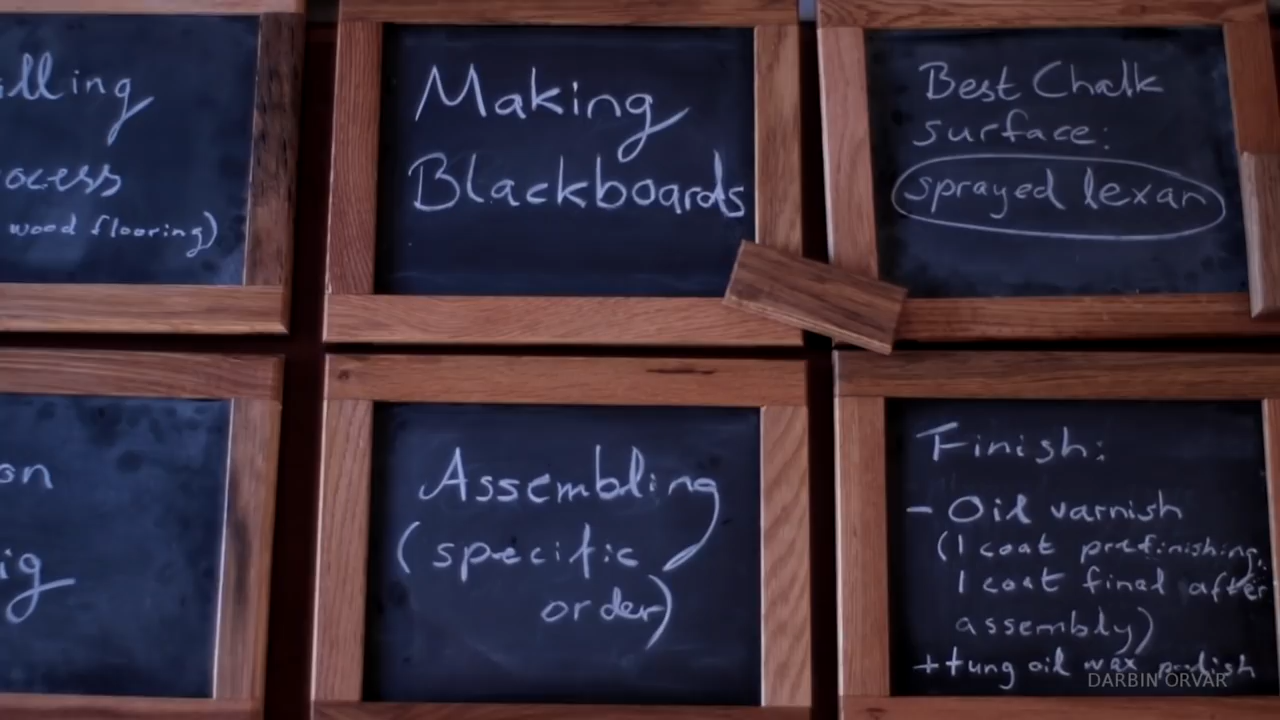 ocess
wood flooring)
Making
Blackboards
Best Chalk
surface:
sprayed lexan
on
ig
Assembling
(specific
order)
Finish:
- Oil varnish
(1 coat prefinishing,
1 coat final after
assembly)
+ tung oil wax polish
DARBIN ORVAR